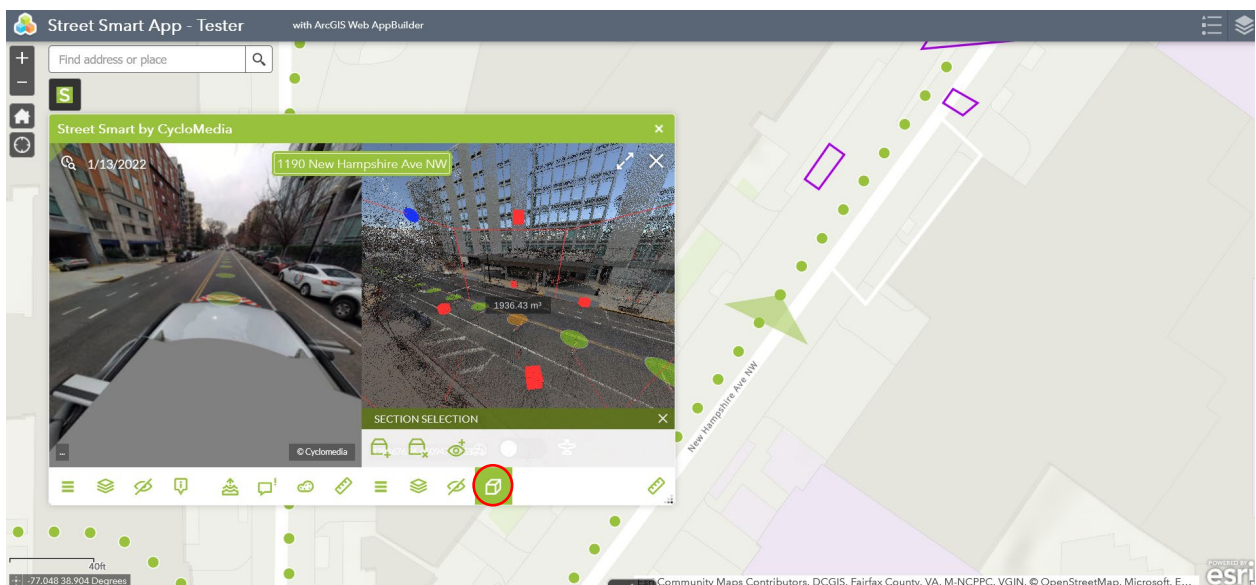 Street Smart App - Tester
with ArcGIS Web AppBuilder
+
Find address or place
−
S
Street Smart by CycloMedia
×
1/13/2022
1190 New Hampshire Ave NW
1936.43 m³
SECTION SELECTION
...
© Cyclomedia
New Hampshire Ave NW
40ft
-77.048 38.904 Degrees
Community Maps Contributors, DCGIS, Fairfax County, VA, M-NCPPC, VGIN, © OpenStreetMap, Microsoft, E...
POWERED BY
esri